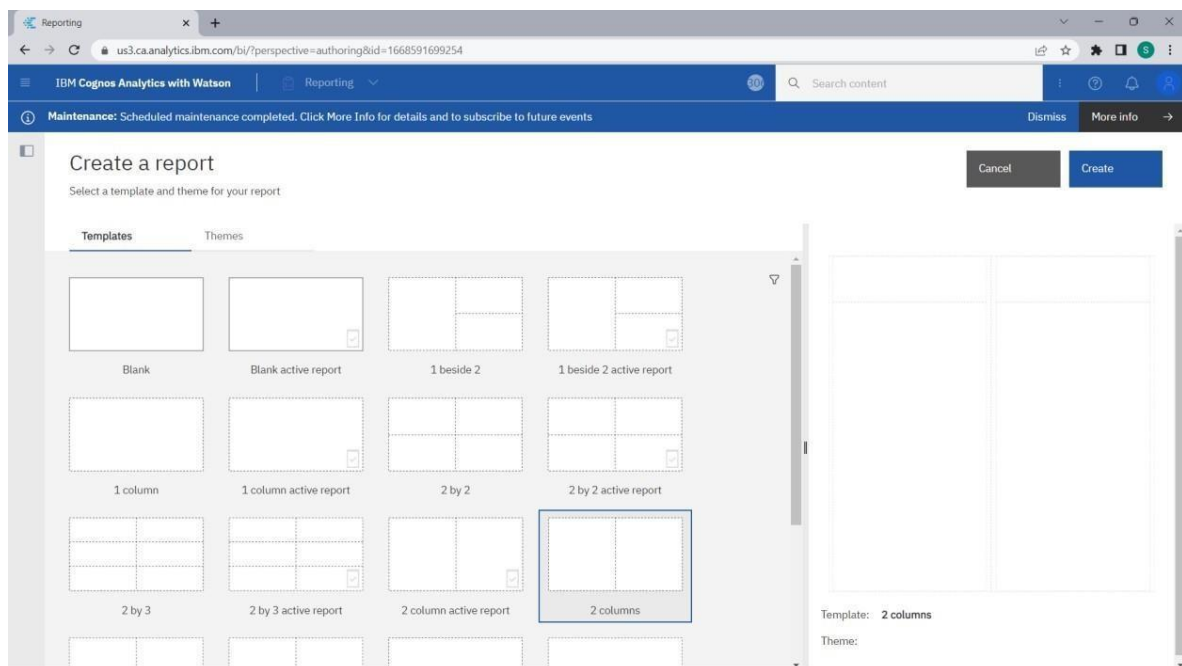 Reporting
us3.ca.analytics.ibm.com/bi/?perspective=authoring&id=1668591699254
S
IBM Cognos Analytics with Watson
Reporting
Search content
Maintenance: Scheduled maintenance completed. Click More Info for details and to subscribe to future events
Dismiss
More info
Create a report
Cancel
Create
Select a template and theme for your report
Templates
Themes
Blank
Blank active report
1 beside 2
1 beside 2 active report
1 column
1 column active report
2 by 2
2 by 2 active report
2 by 3
2 by 3 active report
2 column active report
2 columns
Template: 2 columns
Theme: